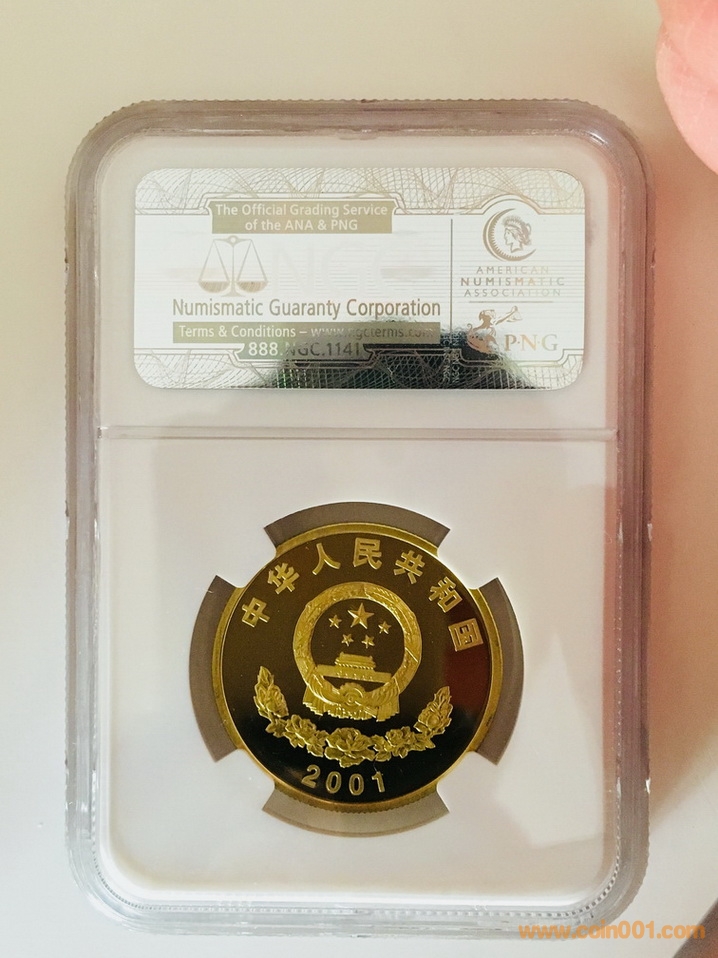 The Official Grading Service
of the ANA & PNG
NGC
Numismatic Guaranty Corporation
Terms & Conditions – www.ngcterms.com
888.NGC.1141
AMERICAN
NUMISMATIC
ASSOCIATION
PNG
中华人民共和国
2001
www.coin001.com